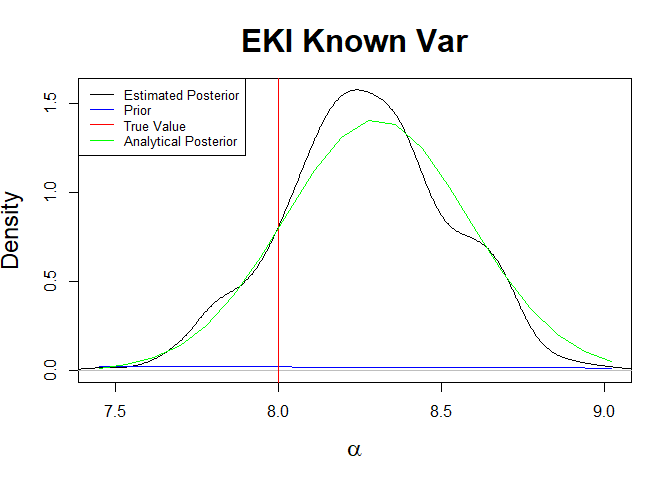 EKI Known Var
Estimated Posterior
Prior
True Value
Analytical Posterior
Density
0.0
0.5
1.0
1.5
7.5
8.0
8.5
9.0
α